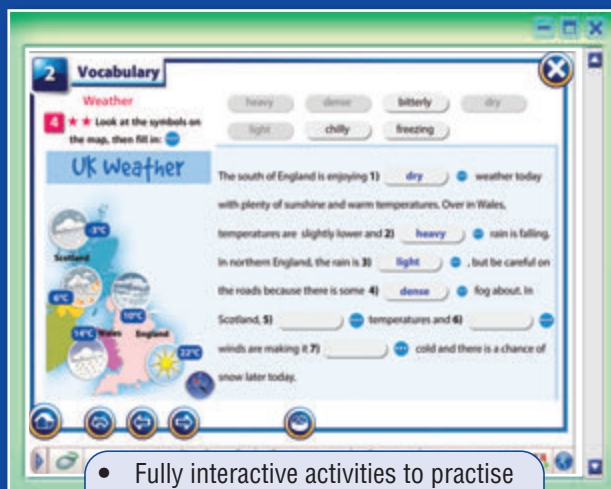 2 Vocabulary
Weather
heavy dense bitterly dry
4 ★ ★ Look at the symbols on
the map, then fill in:
light chilly freezing
UK Weather
The south of England is enjoying 1) dry weather today
with plenty of sunshine and warm temperatures. Over in Wales,
temperatures are slightly lower and 2) heavy rain is falling.
In northern England, the rain is 3) light , but be careful on
the roads because there is some 4) dense fog about. In
Scotland, 5) temperatures and 6)
winds are making it 7) cold and there is a chance of
snow later today.
-3°C
Scotland
6°C
10°C
14°C Wales England
22°C
• Fully interactive activities to practise